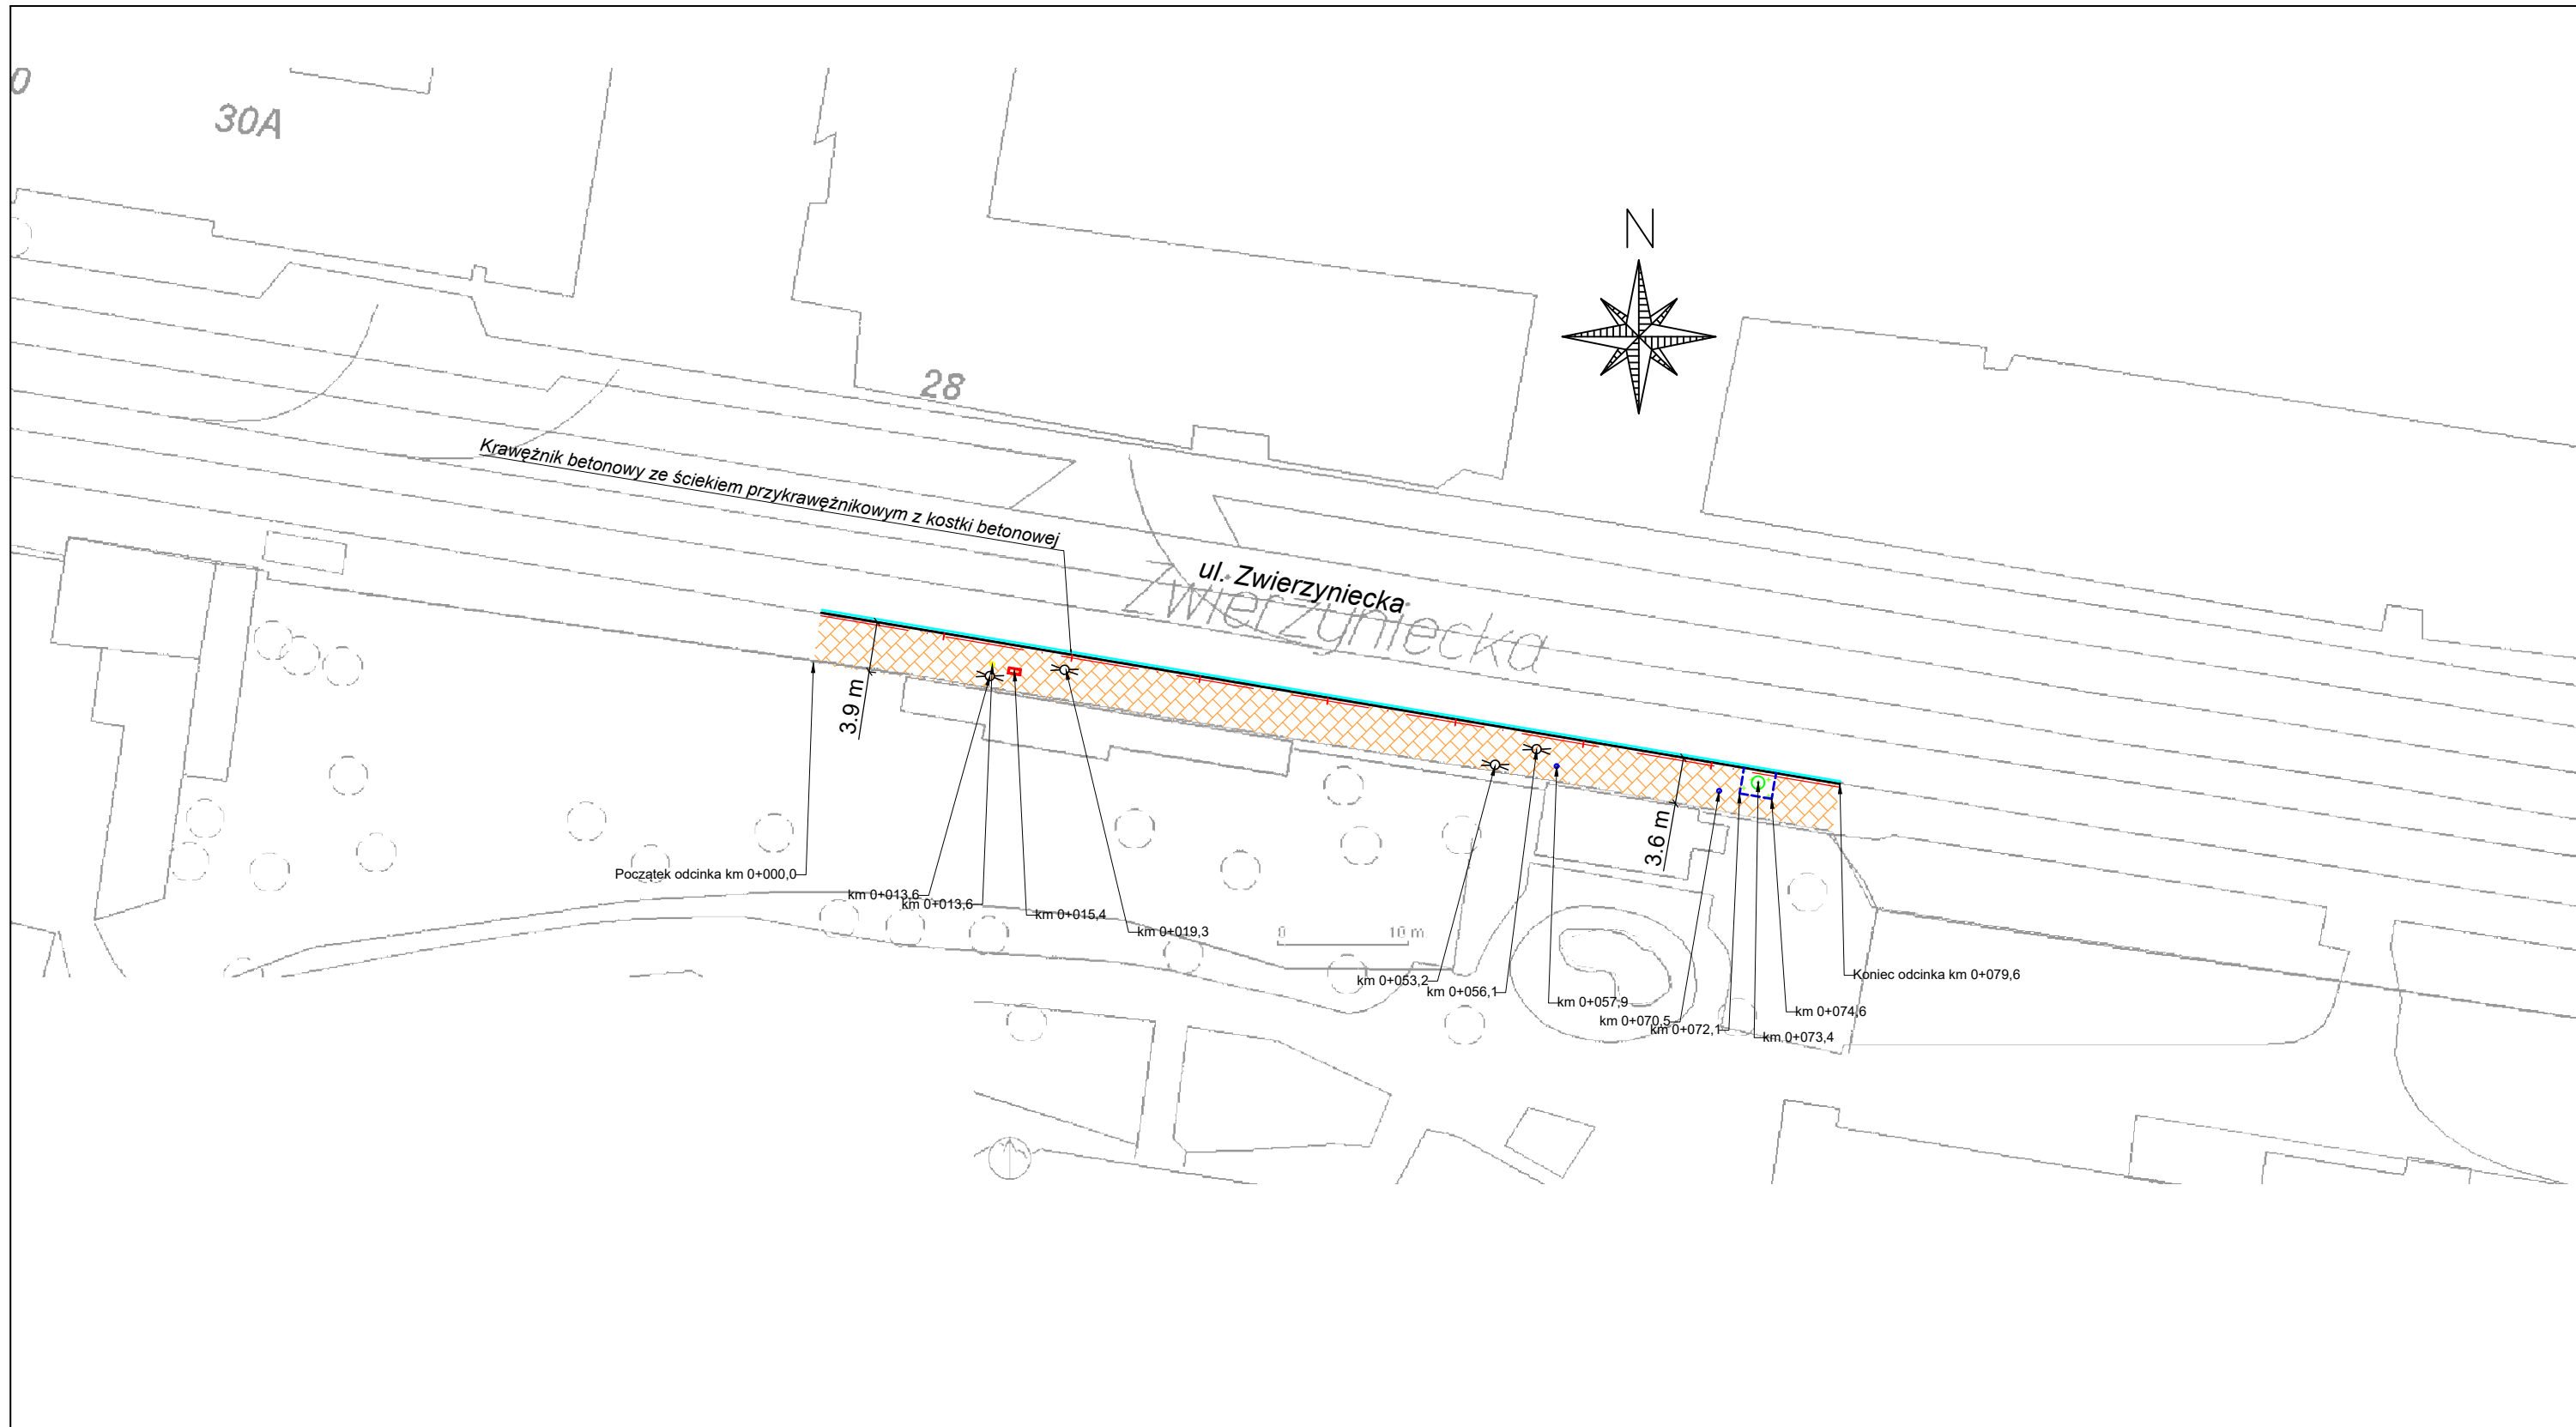 0
30A
N
28
Krawężnik betonowy ze ściekiem przykrawężnikowym z kostki betonowej
ul. Zwierzyniecka
Zwierzyniecka
3.9 m
3.6 m
Początek odcinka km 0+000,0
km 0+013,6
km 0+013,6
km 0+015,4
km 0+019,3
0 10 m
km 0+053,2
km 0+056,1
km 0+057,9
km 0+070,5
km 0+072,1
km 0+073,4
km 0+074,6
Koniec odcinka km 0+079,6